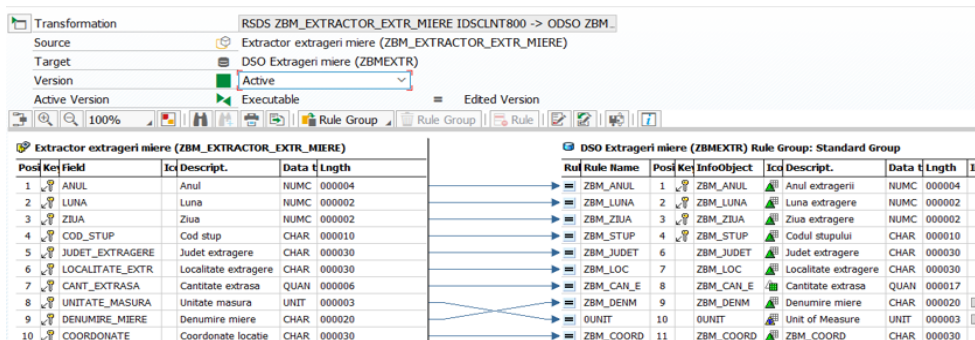 Transformation RSDS ZBM_EXTRACTOR_EXTR_MIERE IDSCLNT800 -> ODSO ZBM..
Source Extractor extrageri miere (ZBM_EXTRACTOR_EXTR_MIERE)
Target DSO Extrageri miere (ZBMEXTR)
Version Active
Active Version Executable = Edited Version
100% Rule Group Rule Group Rule
Extractor extrageri miere (ZBM_EXTRACTOR_EXTR_MIERE) DSO Extrageri miere (ZBMEXTR) Rule Group: Standard Group
Posi Key Field Ico Descript. Data t Lngth Rul Rule Name Posi Key InfoObject Ico Descript. Data t Lngth
1 ANUL Anul NUMC 000004 = ZBM_ANUL 1 ZBM_ANUL Anul extragerii NUMC 000004
2 LUNA Luna NUMC 000002 = ZBM_LUNA 2 ZBM_LUNA Luna extragere NUMC 000002
3 ZIUA Ziua NUMC 000002 = ZBM_ZIUA 3 ZBM_ZIUA Ziua extragere NUMC 000002
4 COD_STUP Cod stup CHAR 000010 = ZBM_STUP 4 ZBM_STUP Codul stupului CHAR 000010
5 JUDET_EXTRAGERE Judet extragere CHAR 000030 = ZBM_JUDET 6 ZBM_JUDET Judet extragere CHAR 000030
6 LOCALITATE_EXTR Localitate extragere CHAR 000030 = ZBM_LOC 7 ZBM_LOC Localitate extragere CHAR 000030
7 CANT_EXTRASA Cantitate extrasa QUAN 000006 = ZBM_CAN_E 8 ZBM_CAN_E Cantitate extrasa QUAN 000017
8 UNITATE_MASURA Unitate masura UNIT 000003 = ZBM_DENM 9 ZBM_DENM Denumire miere CHAR 000020
9 DENUMIRE_MIERE Denumire miere CHAR 000020 = 0UNIT 10 0UNIT Unit of Measure UNIT 000003
10 COORDONATE Coordonate locatie CHAR 000030 = ZBM_COORD 11 ZBM_COORD ZBM_COORD CHAR 000030